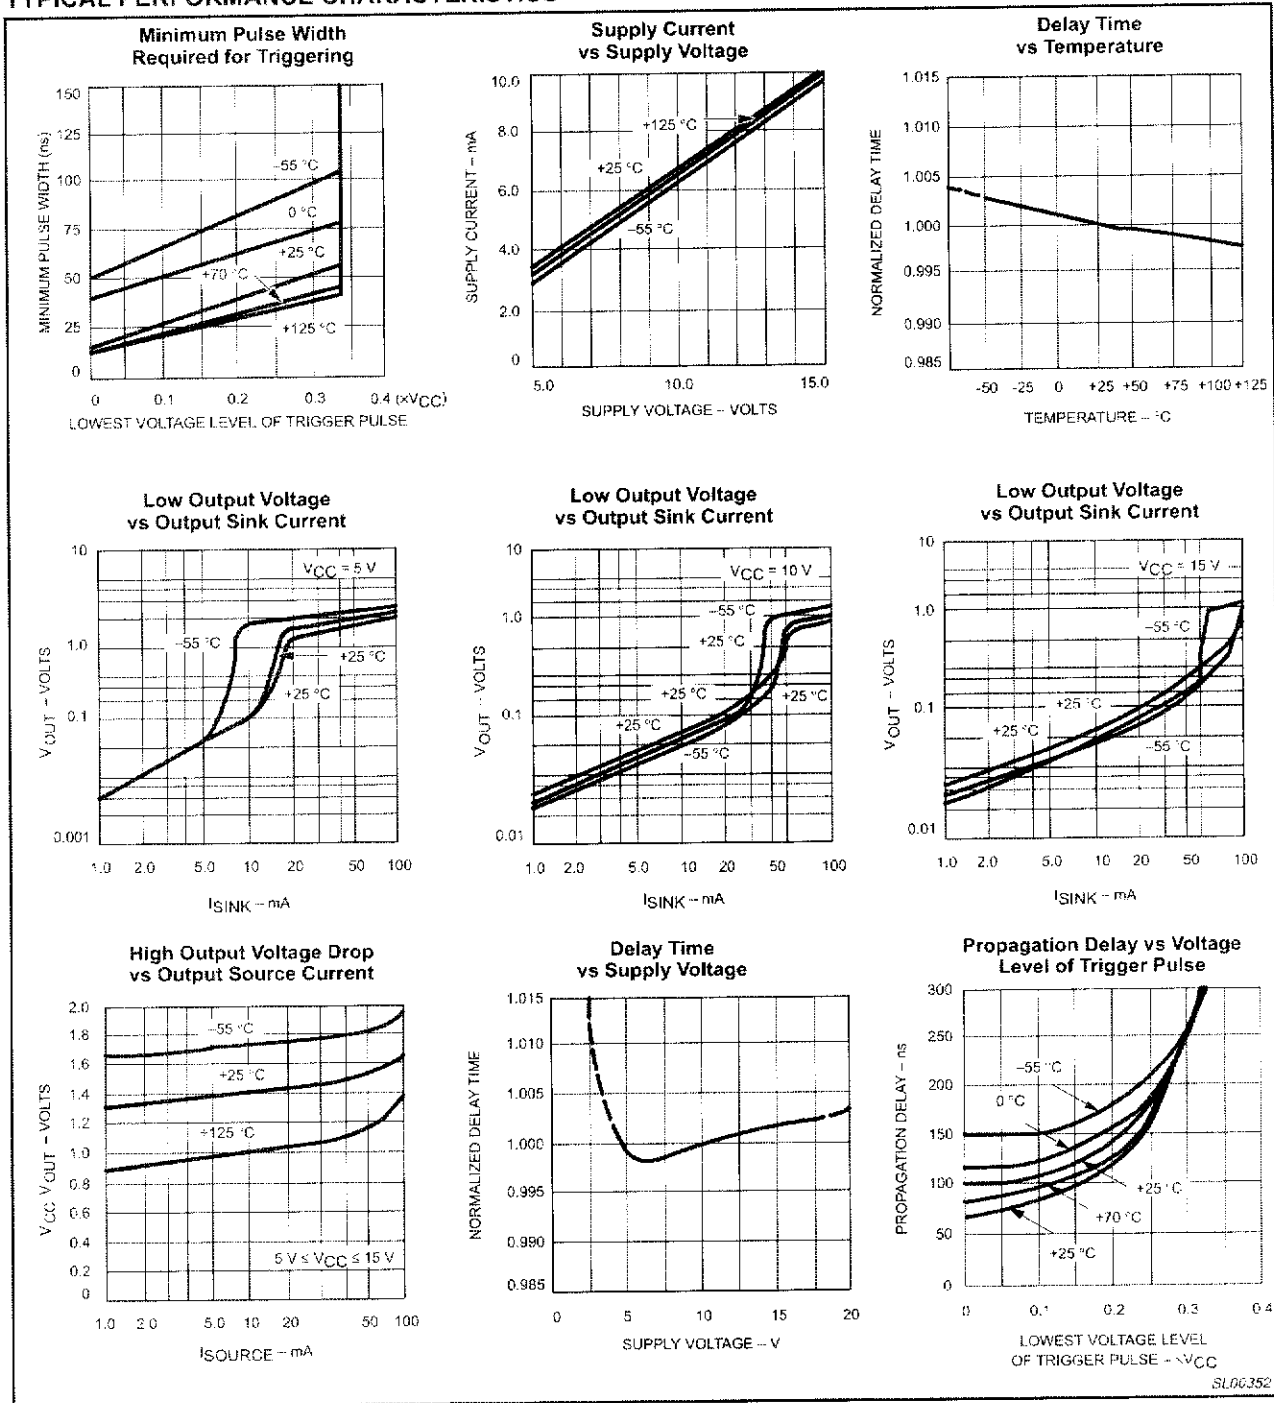 TYPICAL PERFORMANCE CHARACTERISTICS
Minimum Pulse Width
Required for Triggering
150
125
100
75
50
25
0
MINIMUM PULSE WIDTH (ns)
–55 °C
0 °C
+25 °C
+70 °C
+125 °C
0 0.1 0.2 0.3 0.4 (×VCC)
LOWEST VOLTAGE LEVEL OF TRIGGER PULSE
Supply Current
vs Supply Voltage
10.0
8.0
6.0
4.0
2.0
0
SUPPLY CURRENT – mA
+125 °C
+25 °C
–55 °C
5.0 10.0 15.0
SUPPLY VOLTAGE – VOLTS
Delay Time
vs Temperature
1.015
1.010
1.005
1.000
0.995
0.990
0.985
NORMALIZED DELAY TIME
-50 -25 0 +25 +50 +75 +100 +125
TEMPERATURE – °C
Low Output Voltage
vs Output Sink Current
10
1.0
0.1
0.001
VOUT – VOLTS
VCC = 5 V
–55 °C
+25 °C
+25 °C
1.0 2.0 5.0 10 20 50 100
ISINK – mA
Low Output Voltage
vs Output Sink Current
10
1.0
0.1
0.01
VOUT – VOLTS
VCC = 10 V
–55 °C
+25 °C
+25 °C
+25 °C
+25 °C
–55 °C
1.0 2.0 5.0 10 20 50 100
ISINK – mA
Low Output Voltage
vs Output Sink Current
10
1.0
0.1
0.01
VOUT – VOLTS
VCC = 15 V
–55 °C
+25 °C
+25 °C
–55 °C
1.0 2.0 5.0 10 20 50 100
ISINK – mA
High Output Voltage Drop
vs Output Source Current
2.0
1.8
1.6
1.4
1.2
1.0
0.8
0.6
0.4
0.2
0
VCC VOUT – VOLTS
–55 °C
+25 °C
+125 °C
5 V ≤ VCC ≤ 15 V
1.0 2.0 5.0 10 20 50 100
ISOURCE – mA
Delay Time
vs Supply Voltage
1.015
1.010
1.005
1.000
0.995
0.990
0.985
NORMALIZED DELAY TIME
0 5 10 15 20
SUPPLY VOLTAGE – V
Propagation Delay vs Voltage
Level of Trigger Pulse
300
250
200
150
100
50
0
PROPAGATION DELAY – ns
–55 °C
0 °C
+25 °C
+70 °C
+25 °C
0 0.1 0.2 0.3 0.4
LOWEST VOLTAGE LEVEL
OF TRIGGER PULSE – ×VCC
SL00352